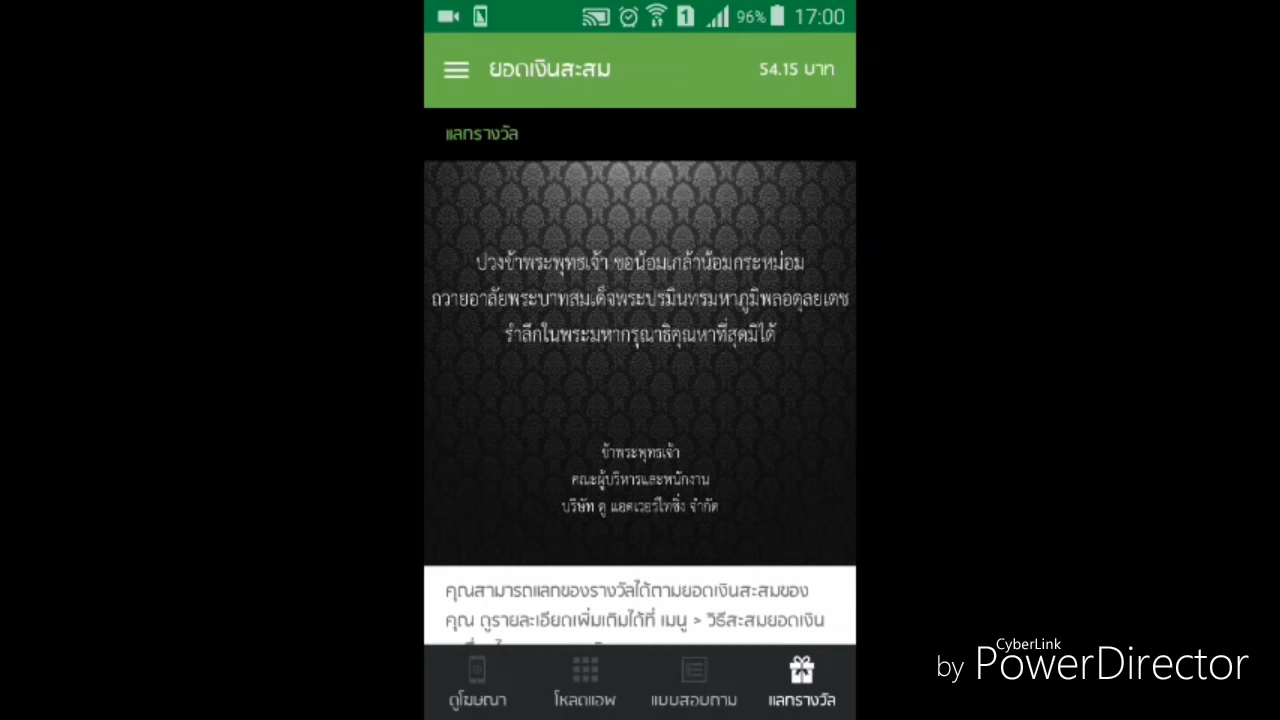 96% 17:00
ยอดเงินสะสม 54.15 บาท
แลกรางวัล
ปวงข้าพระพุทธเจ้า ขอน้อมเกล้าน้อมกระหม่อม
ถวายอาลัยพระบาทสมเด็จพระปรมินทรมหาภูมิพลอดุลยเดช
รำลึกในพระมหากรุณาธิคุณหาที่สุดมิได้
ข้าพระพุทธเจ้า
คณะผู้บริหารและพนักงาน
บริษัท ดู แอดเวอร์ไทซิ่ง จำกัด
คุณสามารถแลกของรางวัลได้ตามยอดเงินสะสมของ
คุณ ดูรายละเอียดเพิ่มเติมได้ที่ เมนู > วิธีสะสมยอดเงิน
ดูโฆษณา โหลดแอพ แบบสอบถาม แลกรางวัล
CyberLink
by PowerDirector